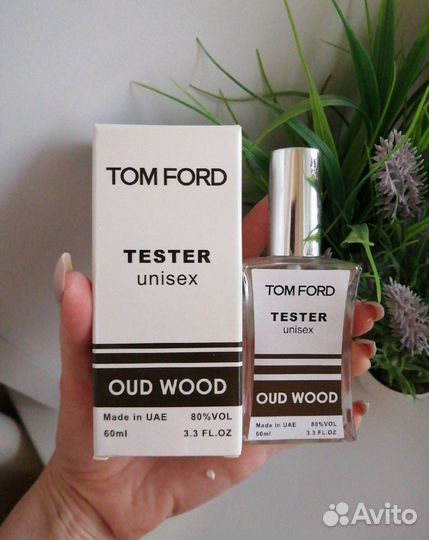 TOM FORD
TESTER
unisex
OUD WOOD
Made in UAE 80%VOL
60ml 3.3 FL.OZ
TOM FORD
TESTER
unisex
OUD WOOD
Made in UAE 80%VOL
60ml 3.3 FL.OZ
Avito